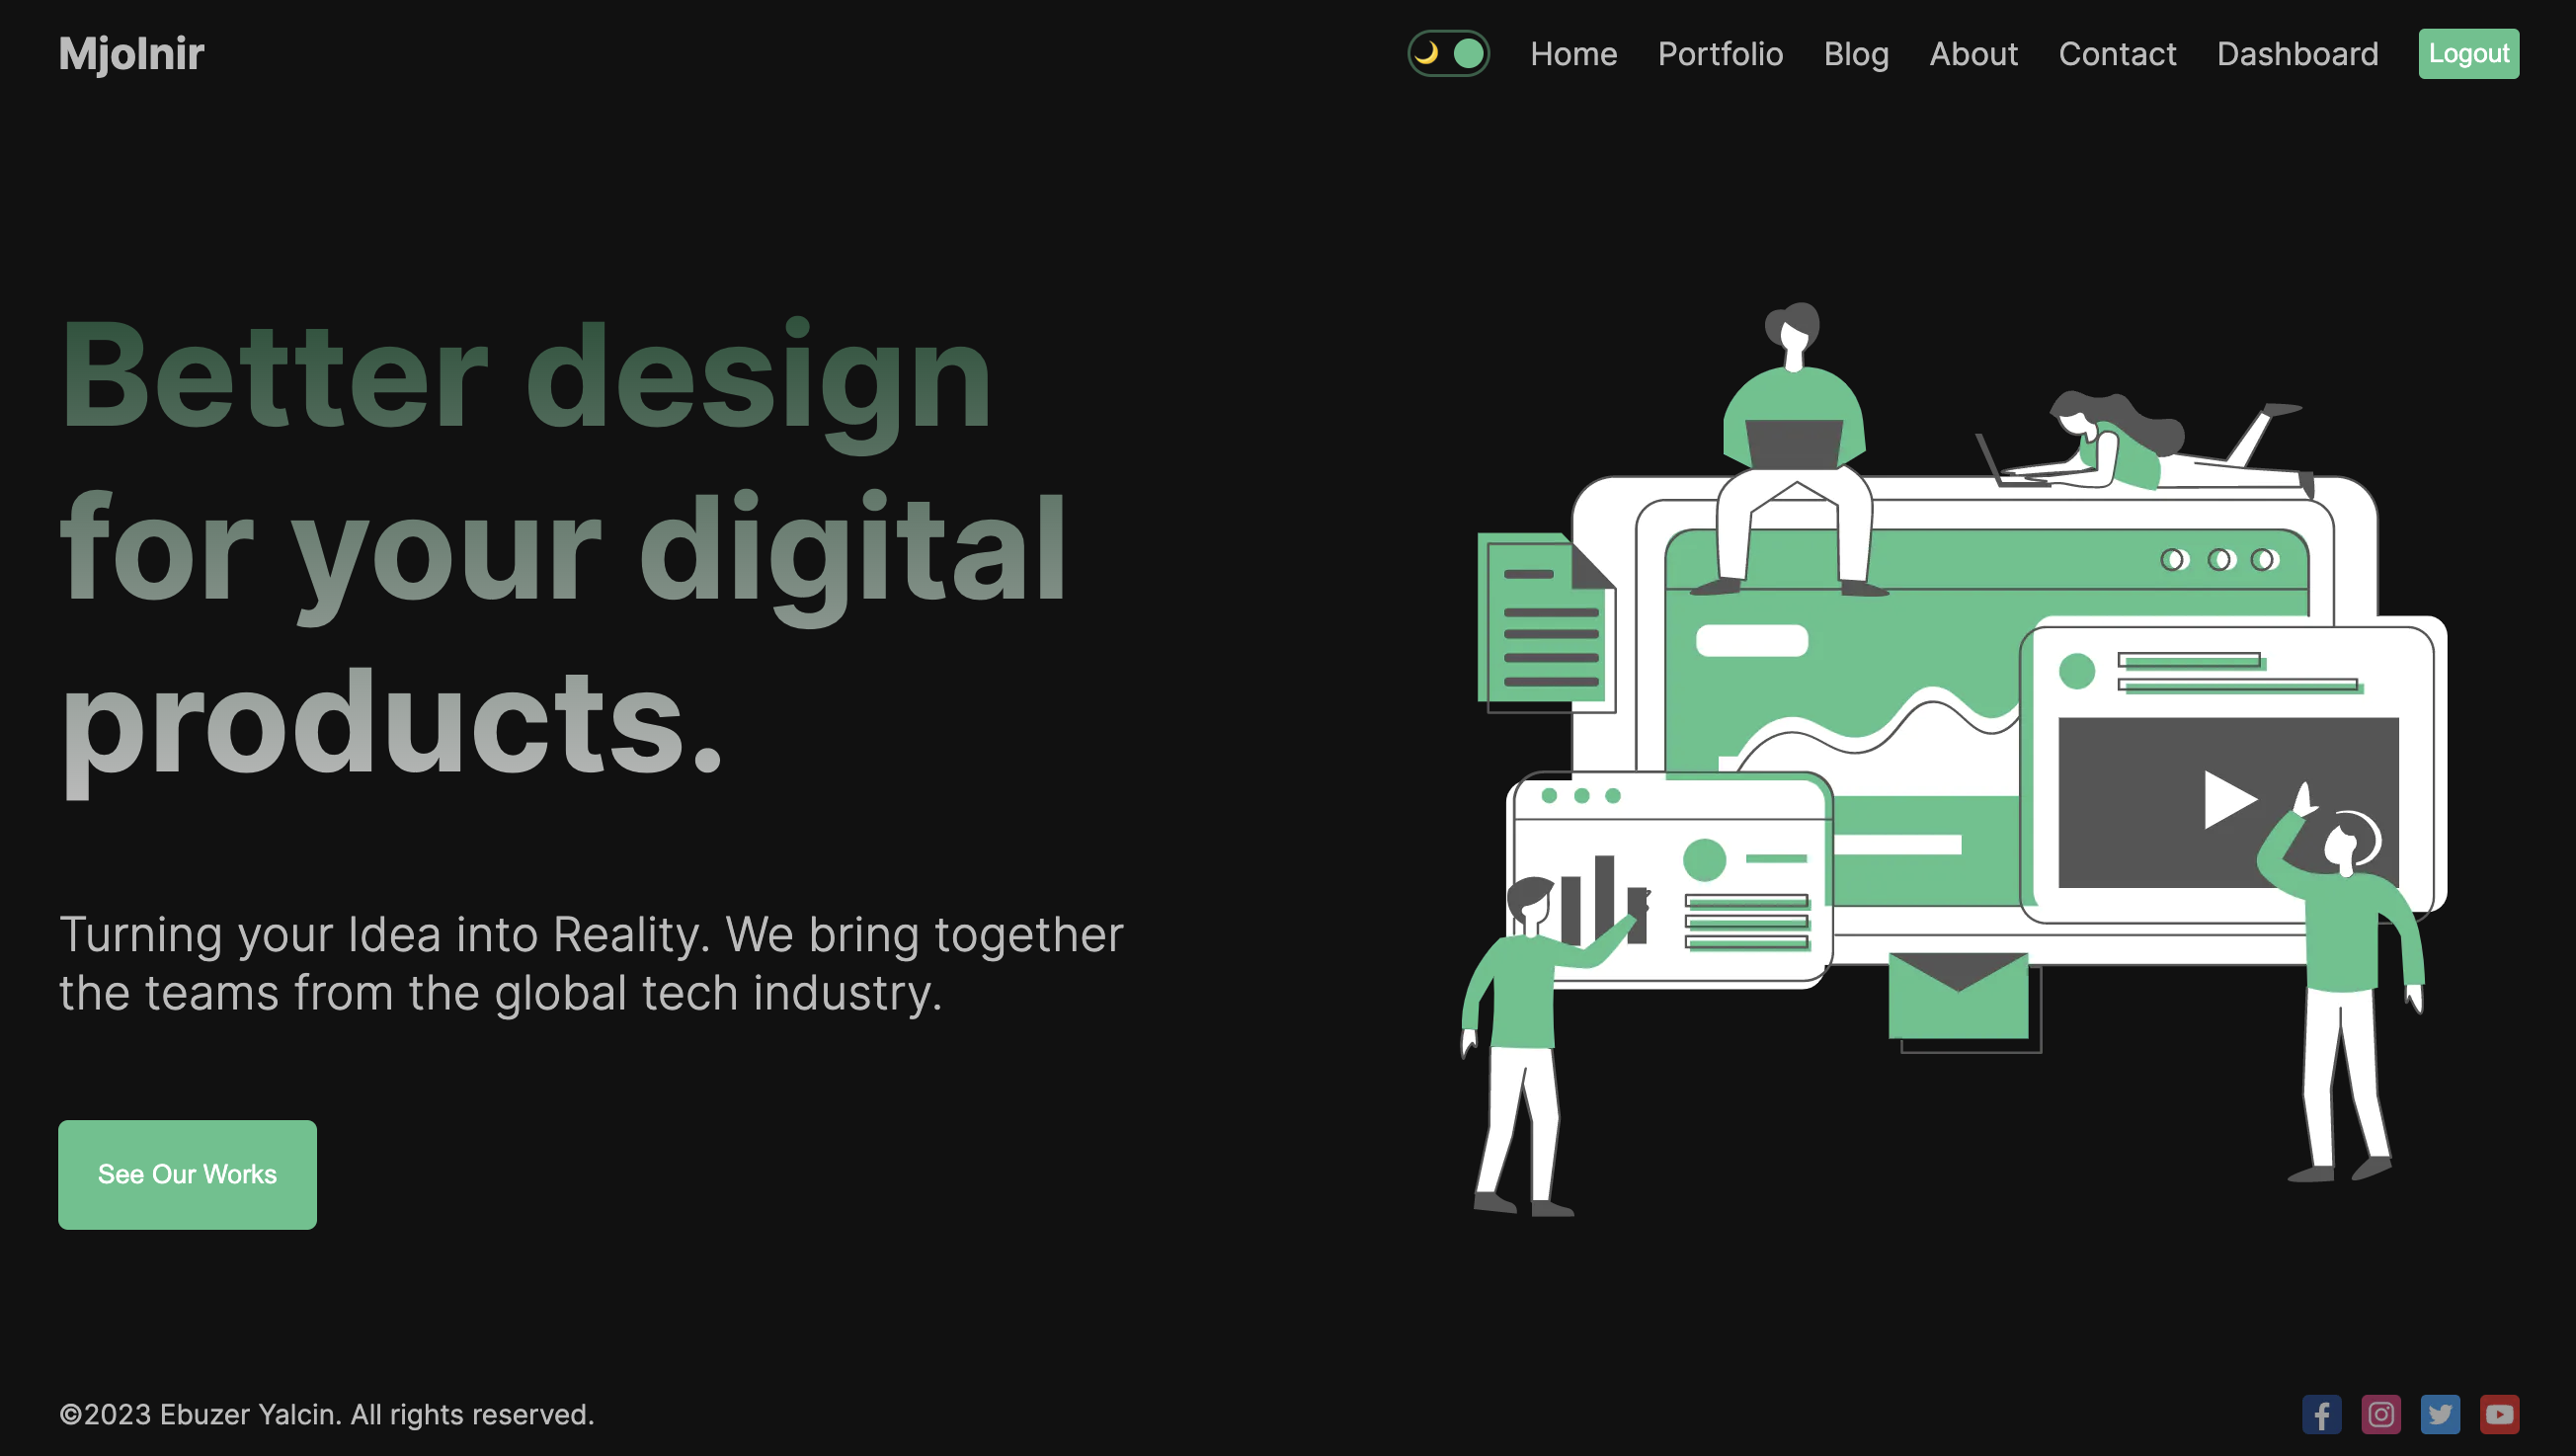 Mjolnir
Home Portfolio Blog About Contact Dashboard Logout
Better design
for your digital
products.
Turning your Idea into Reality. We bring together
the teams from the global tech industry.
See Our Works
©2023 Ebuzer Yalcin. All rights reserved.